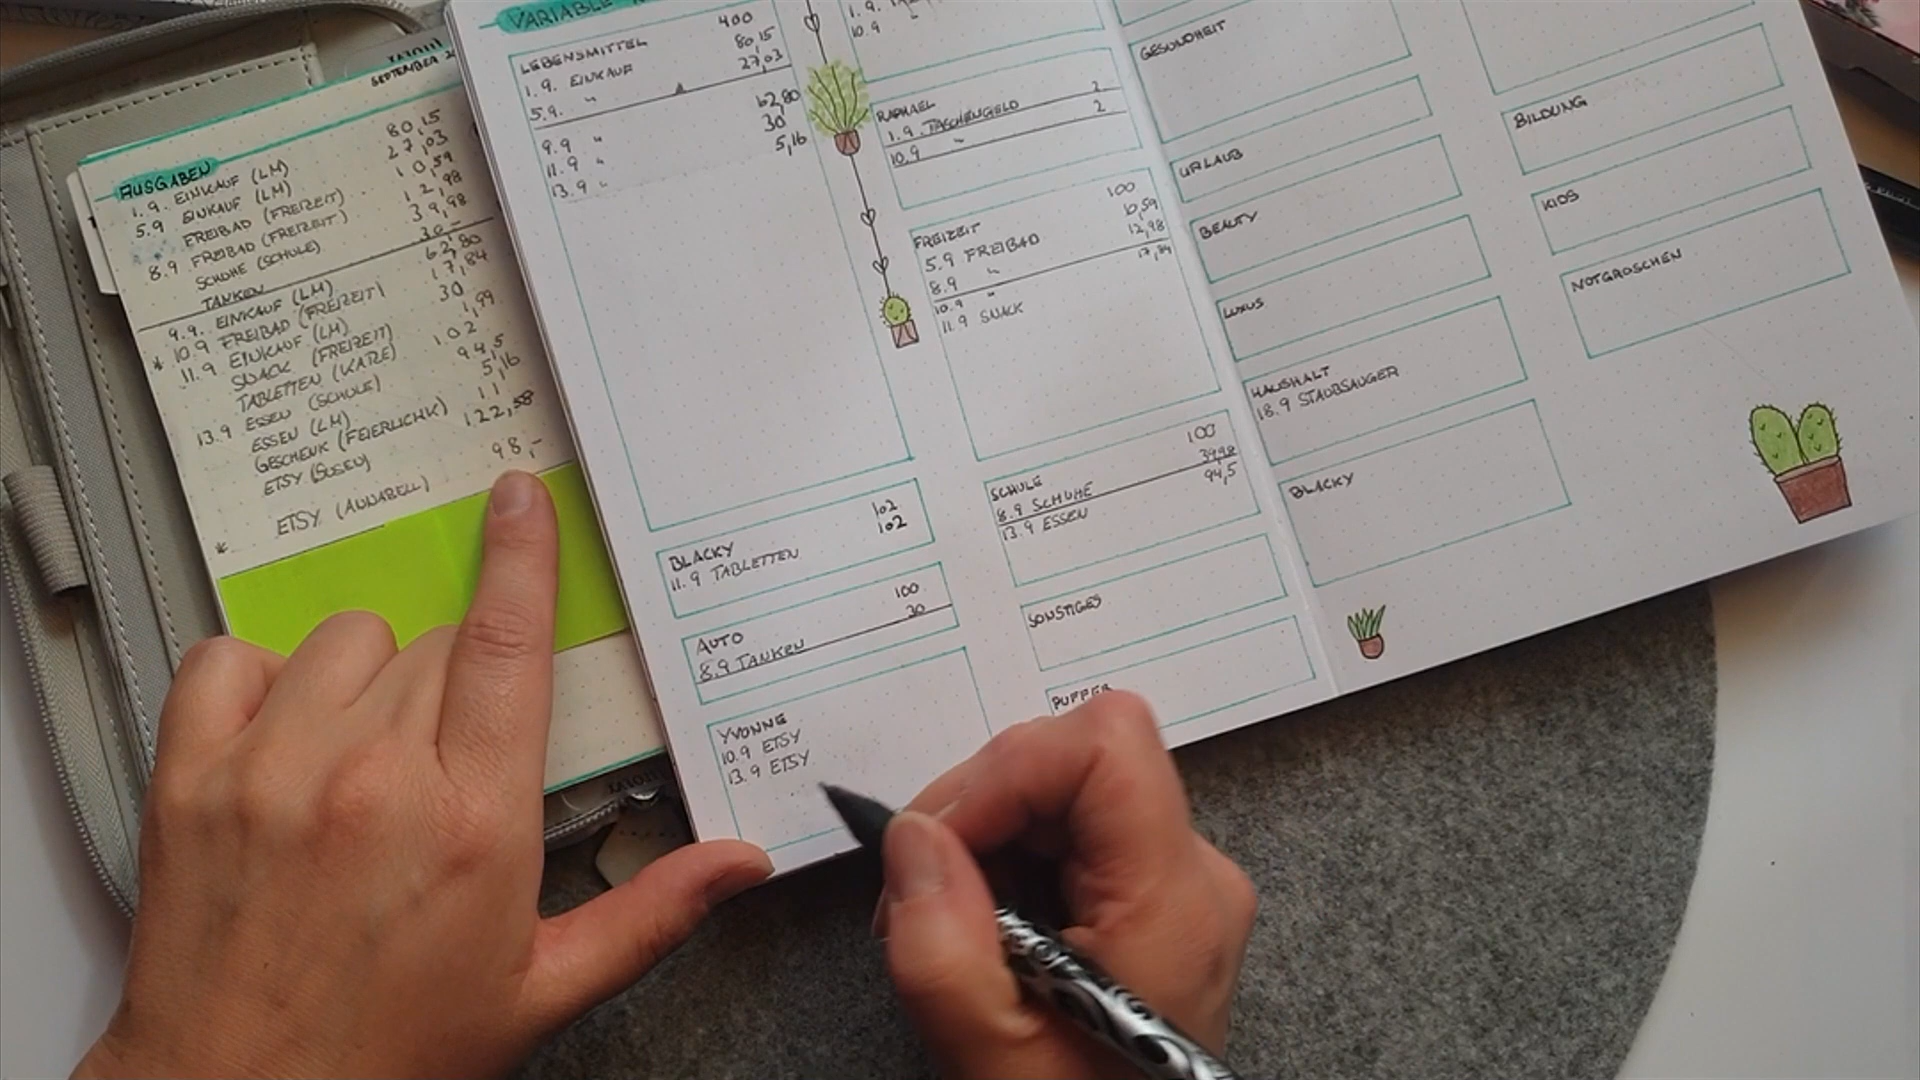 SEPTEMBER
AUSGABEN
1.9. EINKAUF (LM) 80,15
5.9 EINKAUF (LM) 27,03
FREIBAD (FREIZEIT) 10,59
8.9 FREIBAD (FREIZEIT) 12,98
SCHUHE (SCHULE) 39,98
TANKEN 30,-
9.9. EINKAUF (LM) 62,80
* 10.9 FREIBAD (FREIZEIT) 17,84
11.9 EINKAUF (LM) 30
SNACK (FREIZEIT) 1,99
TABLETTEN (KATZE) 102
13.9 ESSEN (SCHULE) 94,5
ESSEN (LM) 5,16
GESCHENK (FEIERLICHK) 11
ETSY (SUSEN) 122,58
* ETSY (ANNABELL) 98,-
VARIABLE
LEBENSMITTEL 400
1.9. EINKAUF 80,15
5.9. " 27,03
9.9 " 62,80
11.9 " 30
13.9 " 5,16
BLACKY 102
11.9 TABLETTEN 102
AUTO 100
8.9 TANKEN 30
YVONNE
10.9 ETSY
13.9 ETSY
1.9.
10.9 "
RAPHAEL
1.9. TASCHENGELD 2
10.9 " 2
FREIZEIT 100
5.9 FREIBAD 10,59
8.9 " 12,98
10.9 " 17,84
11.9 SNACK
SCHULE 100
8.9 SCHUHE 39,98
13.9 ESSEN 94,5
SONSTIGES
PUFFER
GESUNDHEIT
URLAUB
BEAUTY
LUXUS
HAUSHALT
18.9 STAUBSAUGER
BLACKY
BILDUNG
KIDS
NOTGROSCHEN